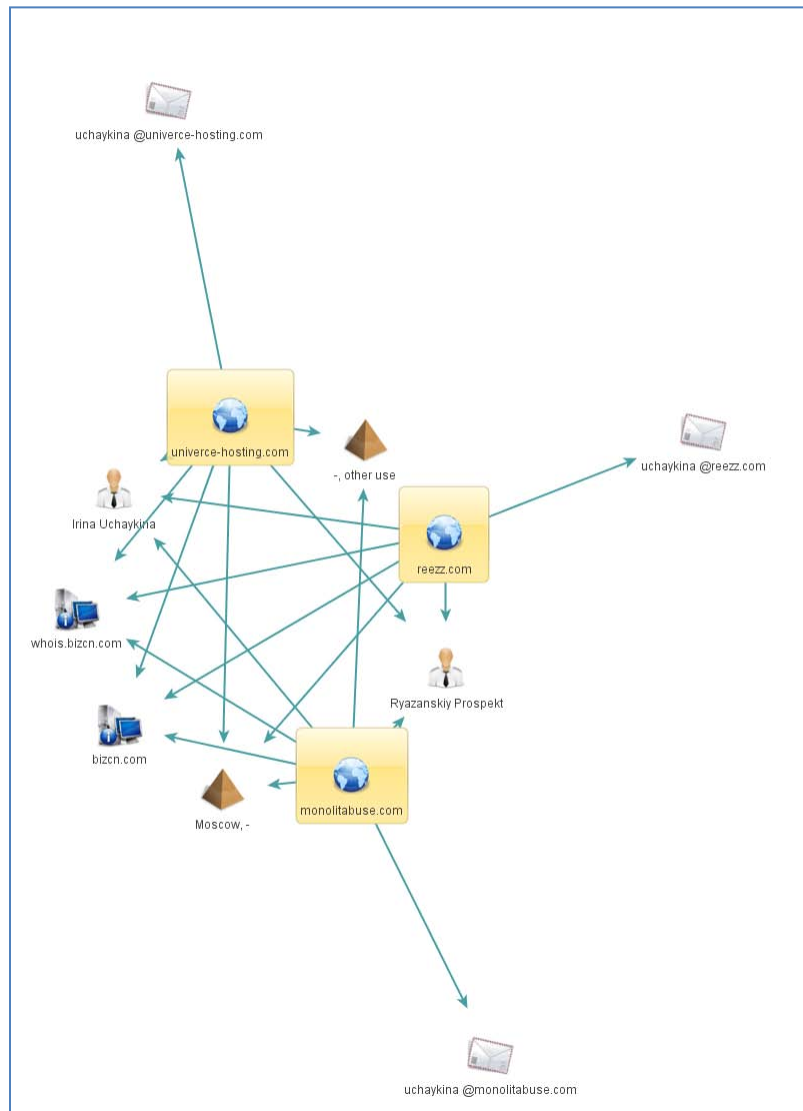 uchaykina @univerce-hosting.com
univerce-hosting.com
-, other use
uchaykina @reezz.com
Irina Uchaykina
reezz.com
whois.bizcn.com
Ryazanskiy Prospekt
bizcn.com
monolitabuse.com
Moscow, -
uchaykina @monolitabuse.com